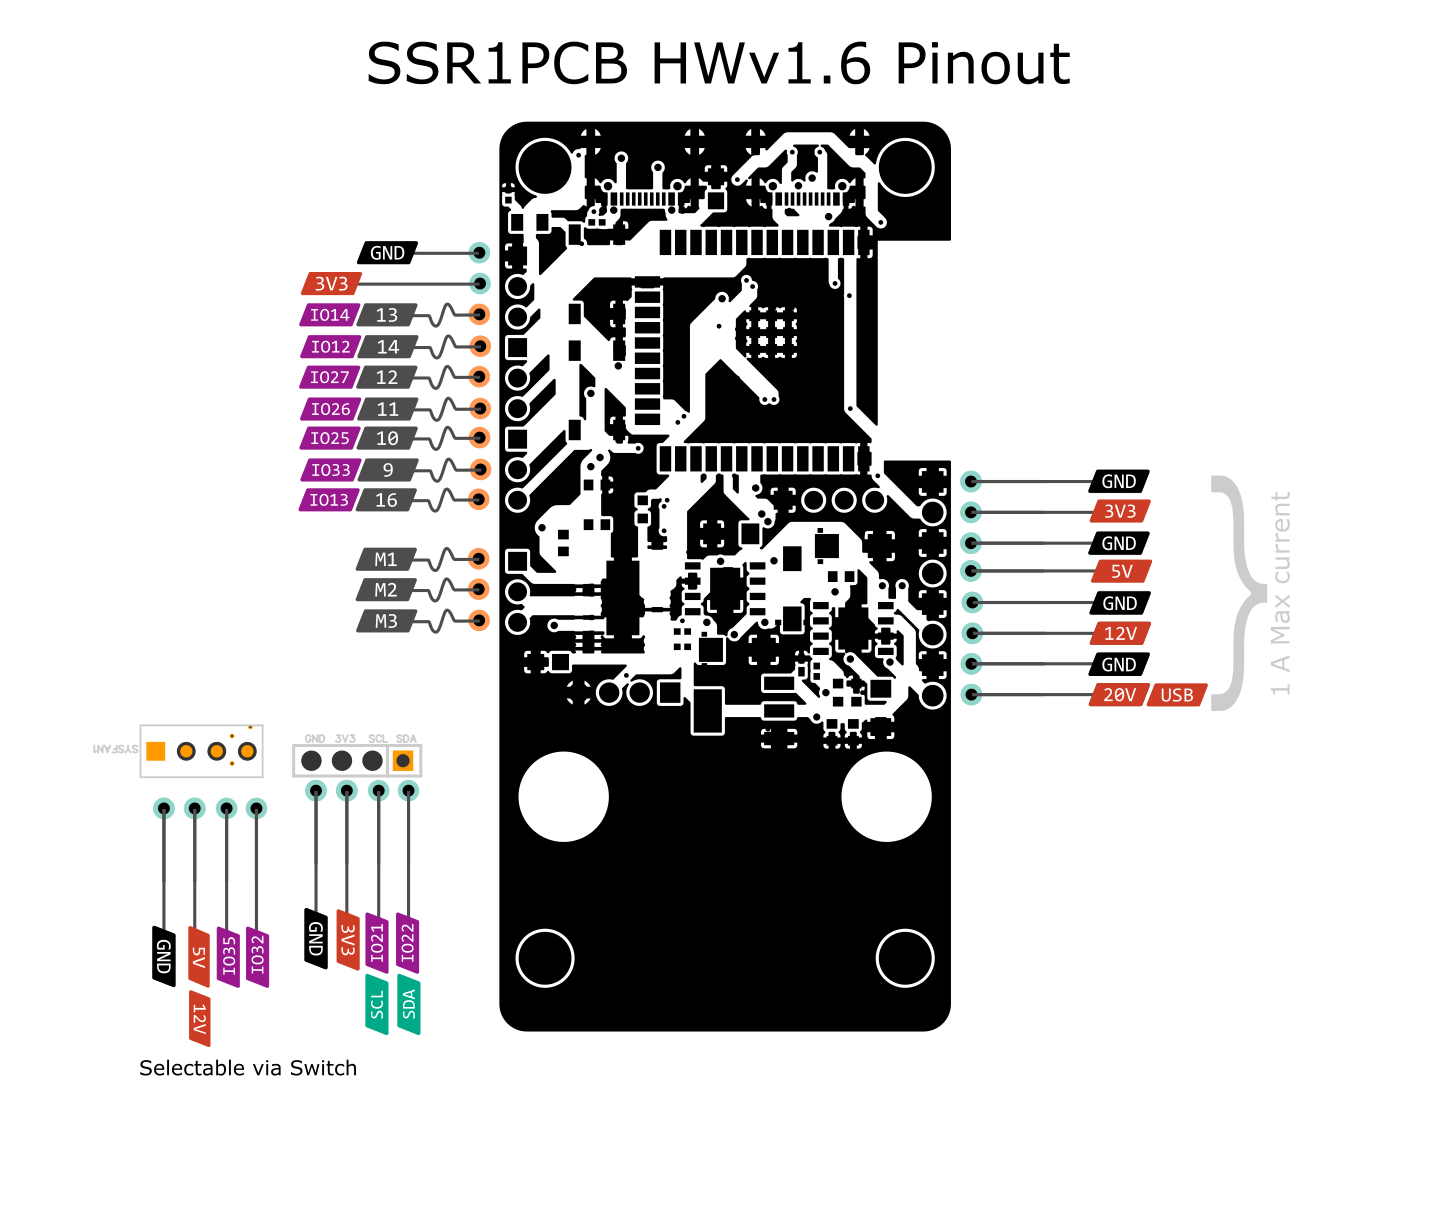 SSR1PCB HWv1.6 Pinout
GND
3V3
IO14 13
IO12 14
IO27 12
IO26 11
IO25 10
IO33 9
IO13 16
M1
M2
M3
GND
3V3
GND
5V
GND
12V
GND
20V USB
1 A Max current
SYSFAN1
GND 3V3 SCL SDA
GND
5V
12V
IO35
IO32
GND
3V3
IO21
SCL
IO22
SDA
Selectable via Switch